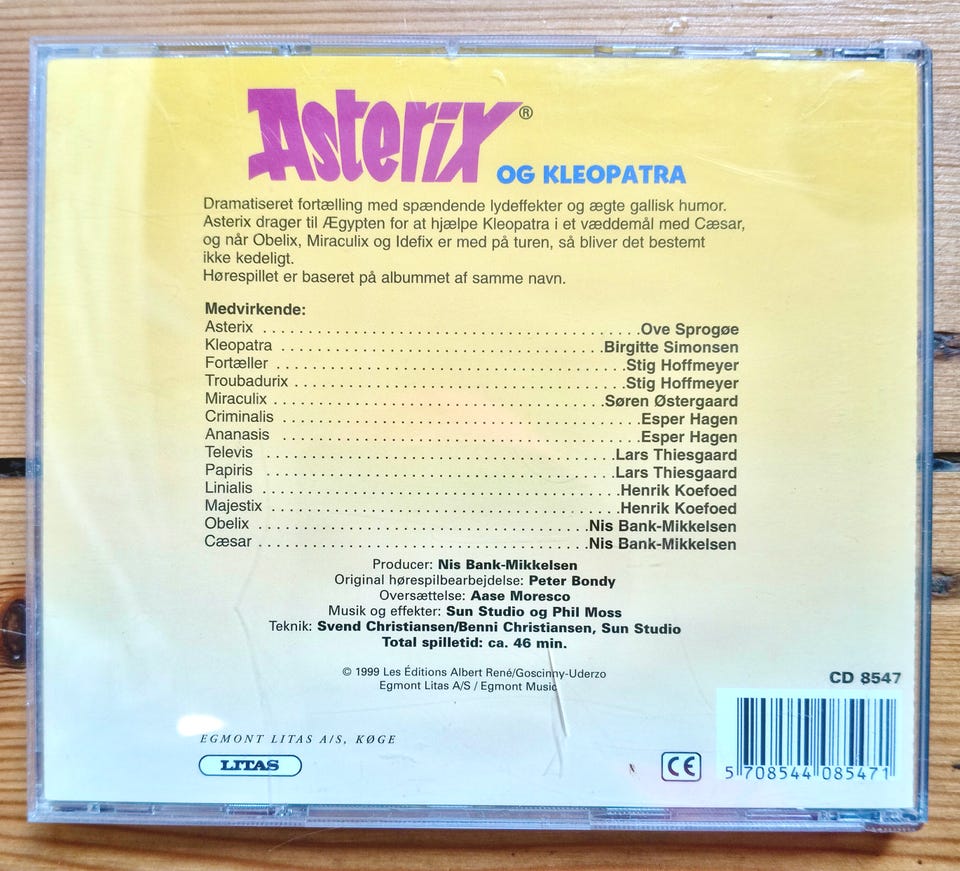 Asterix®
OG KLEOPATRA
Dramatiseret fortælling med spændende lydeffekter og ægte gallisk humor.
Asterix drager til Ægypten for at hjælpe Kleopatra i et væddemål med Cæsar,
og når Obelix, Miraculix og Idefix er med på turen, så bliver det bestemt
ikke kedeligt.
Hørespillet er baseret på albummet af samme navn.
Medvirkende:
Asterix . . . . . . . . . . Ove Sprogøe
Kleopatra . . . . . . . . . . Birgitte Simonsen
Fortæller . . . . . . . . . . Stig Hoffmeyer
Troubadurix . . . . . . . . . . Stig Hoffmeyer
Miraculix . . . . . . . . . . Søren Østergaard
Criminalis . . . . . . . . . . Esper Hagen
Ananasis . . . . . . . . . . Esper Hagen
Televis . . . . . . . . . . Lars Thiesgaard
Papiris . . . . . . . . . . Lars Thiesgaard
Linialis . . . . . . . . . . Henrik Koefoed
Majestix . . . . . . . . . . Henrik Koefoed
Obelix . . . . . . . . . . Nis Bank-Mikkelsen
Cæsar . . . . . . . . . . Nis Bank-Mikkelsen
Producer: Nis Bank-Mikkelsen
Original hørespilbearbejdelse: Peter Bondy
Oversættelse: Aase Moresco
Musik og effekter: Sun Studio og Phil Moss
Teknik: Svend Christiansen/Benni Christiansen, Sun Studio
Total spilletid: ca. 46 min.
© 1999 Les Éditions Albert René/Goscinny-Uderzo
Egmont Litas A/S / Egmont Music
CD 8547
EGMONT LITAS A/S, KØGE
LITAS
CE
5 708544 085471